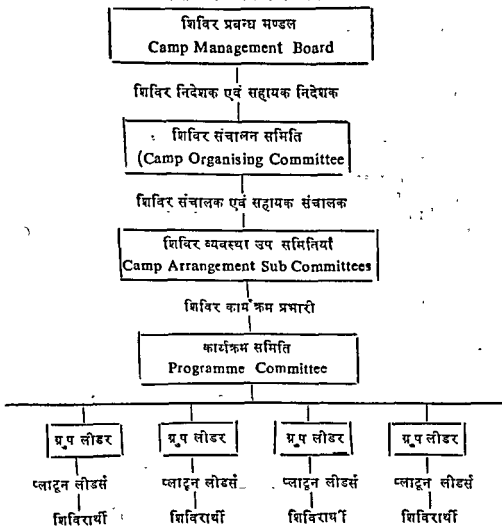 शिविर प्रबन्ध मण्डल
Camp Management Board
शिविर निदेशक एवं सहायक निदेशक
शिविर संचालन समिति
(Camp Organising Committee
शिविर संचालक एवं सहायक संचालक
शिविर व्यवस्था उप समितियाँ
Camp Arrangement Sub Committees
शिविर कार्यक्रम प्रभारी
कार्यक्रम समिति
Programme Committee
ग्रुप लीडर ग्रुप लीडर ग्रुप लीडर ग्रुप लीडर
प्लाटून लीडर्स प्लाटून लीडर्स प्लाटून लीडर्स प्लाटून लीडर्स
शिविरार्थी शिविरार्थी शिविरार्थी शिविरार्थी